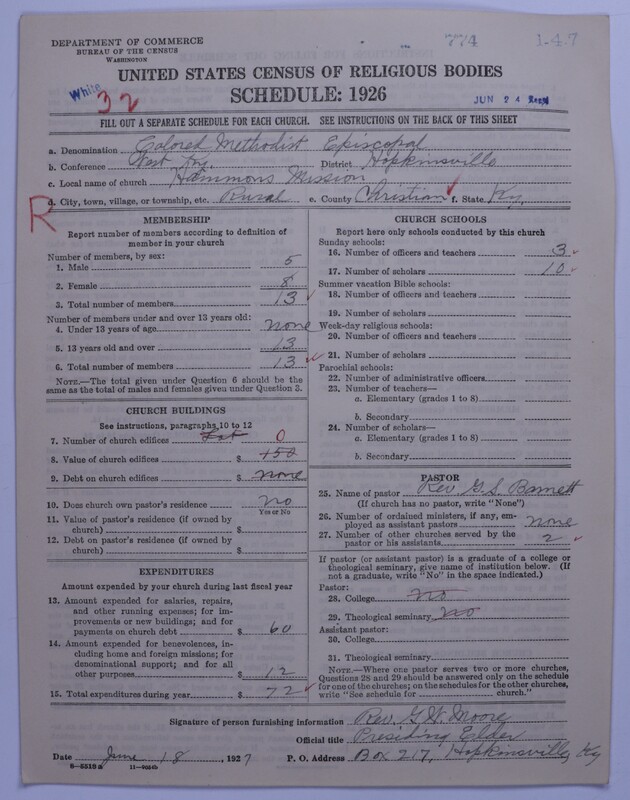 774
1-4-7
DEPARTMENT OF COMMERCE
BUREAU OF THE CENSUS
WASHINGTON
UNITED STATES CENSUS OF RELIGIOUS BODIES
SCHEDULE: 1926
White
32
JUN 24
FILL OUT A SEPARATE SCHEDULE FOR EACH CHURCH. SEE INSTRUCTIONS ON THE BACK OF THIS SHEET
a. Denomination Colored Methodist Episcopal
b. Conference West Ky. District Hopkinsville
c. Local name of church Hammons Mission
R
d. City, town, village, or township, etc. Rural e. County Christian f. State Ky.
MEMBERSHIP
Report number of members according to definition of
member in your church
Number of members, by sex:
1. Male 5
2. Female 8
3. Total number of members 13
Number of members under and over 13 years old:
4. Under 13 years of age none
5. 13 years old and over 13
6. Total number of members 13
NOTE.—The total given under Question 6 should be the
same as the total of males and females given under Question 3.
CHURCH BUILDINGS
See instructions, paragraphs 10 to 12
7. Number of church edifices Lot 0
8. Value of church edifices $ 150
9. Debt on church edifices $ none
10. Does church own pastor's residence no
Yes or No
11. Value of pastor's residence (if owned by
church) $
12. Debt on pastor's residence (if owned by
church) $
EXPENDITURES
Amount expended by your church during last fiscal year
13. Amount expended for salaries, repairs,
and other running expenses; for im-
provements or new buildings; and for
payments on church debt $ 60
14. Amount expended for benevolences, in-
cluding home and foreign missions; for
denominational support; and for all
other purposes $ 12
15. Total expenditures during year $ 72
CHURCH SCHOOLS
Report here only schools conducted by this church
Sunday schools:
16. Number of officers and teachers 3
17. Number of scholars 10
Summer vacation Bible schools:
18. Number of officers and teachers
19. Number of scholars
Week-day religious schools:
20. Number of officers and teachers
21. Number of scholars
Parochial schools:
22. Number of administrative officers
23. Number of teachers—
a. Elementary (grades 1 to 8)
b. Secondary
24. Number of scholars—
a. Elementary (grades 1 to 8)
b. Secondary
PASTOR
25. Name of pastor Rev. G. S. Barnett
(If church has no pastor, write "None")
26. Number of ordained ministers, if any, em-
ployed as assistant pastors none
27. Number of other churches served by the
pastor or his assistants 2
If pastor (or assistant pastor) is a graduate of a college or
theological seminary, give name of institution below. (If
not a graduate, write "No" in the space indicated.)
Pastor:
28. College no
29. Theological seminary no
Assistant pastor:
30. College
31. Theological seminary
NOTE.—Where one pastor serves two or more churches,
Questions 28 and 29 should be answered only on the schedule
for one of the churches; on the schedules for the other churches,
write "See schedule for church."
Signature of person furnishing information Rev. G. W. Moore
Official title Presiding Elder
Date June 18, 1927 P. O. Address Box 217, Hopkinsville, Ky
8-5318a